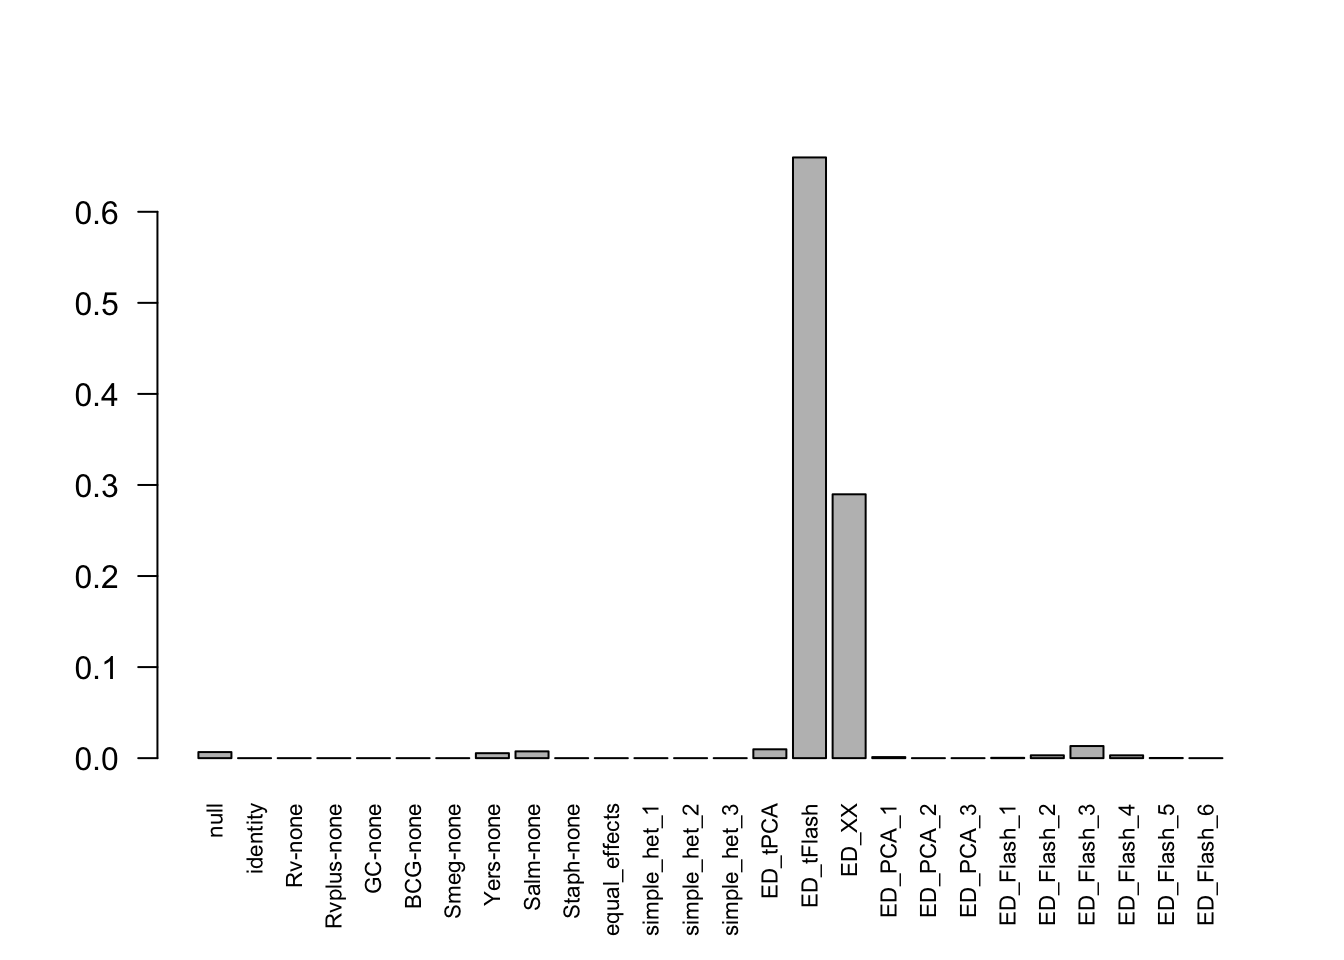 0.6
0.5
0.4
0.3
0.2
0.1
0.0
null
identity
Rv-none
Rvplus-none
GC-none
BCG-none
Smeg-none
Yers-none
Salm-none
Staph-none
equal_effects
simple_het_1
simple_het_2
simple_het_3
ED_tPCA
ED_tFlash
ED_XX
ED_PCA_1
ED_PCA_2
ED_PCA_3
ED_Flash_1
ED_Flash_2
ED_Flash_3
ED_Flash_4
ED_Flash_5
ED_Flash_6